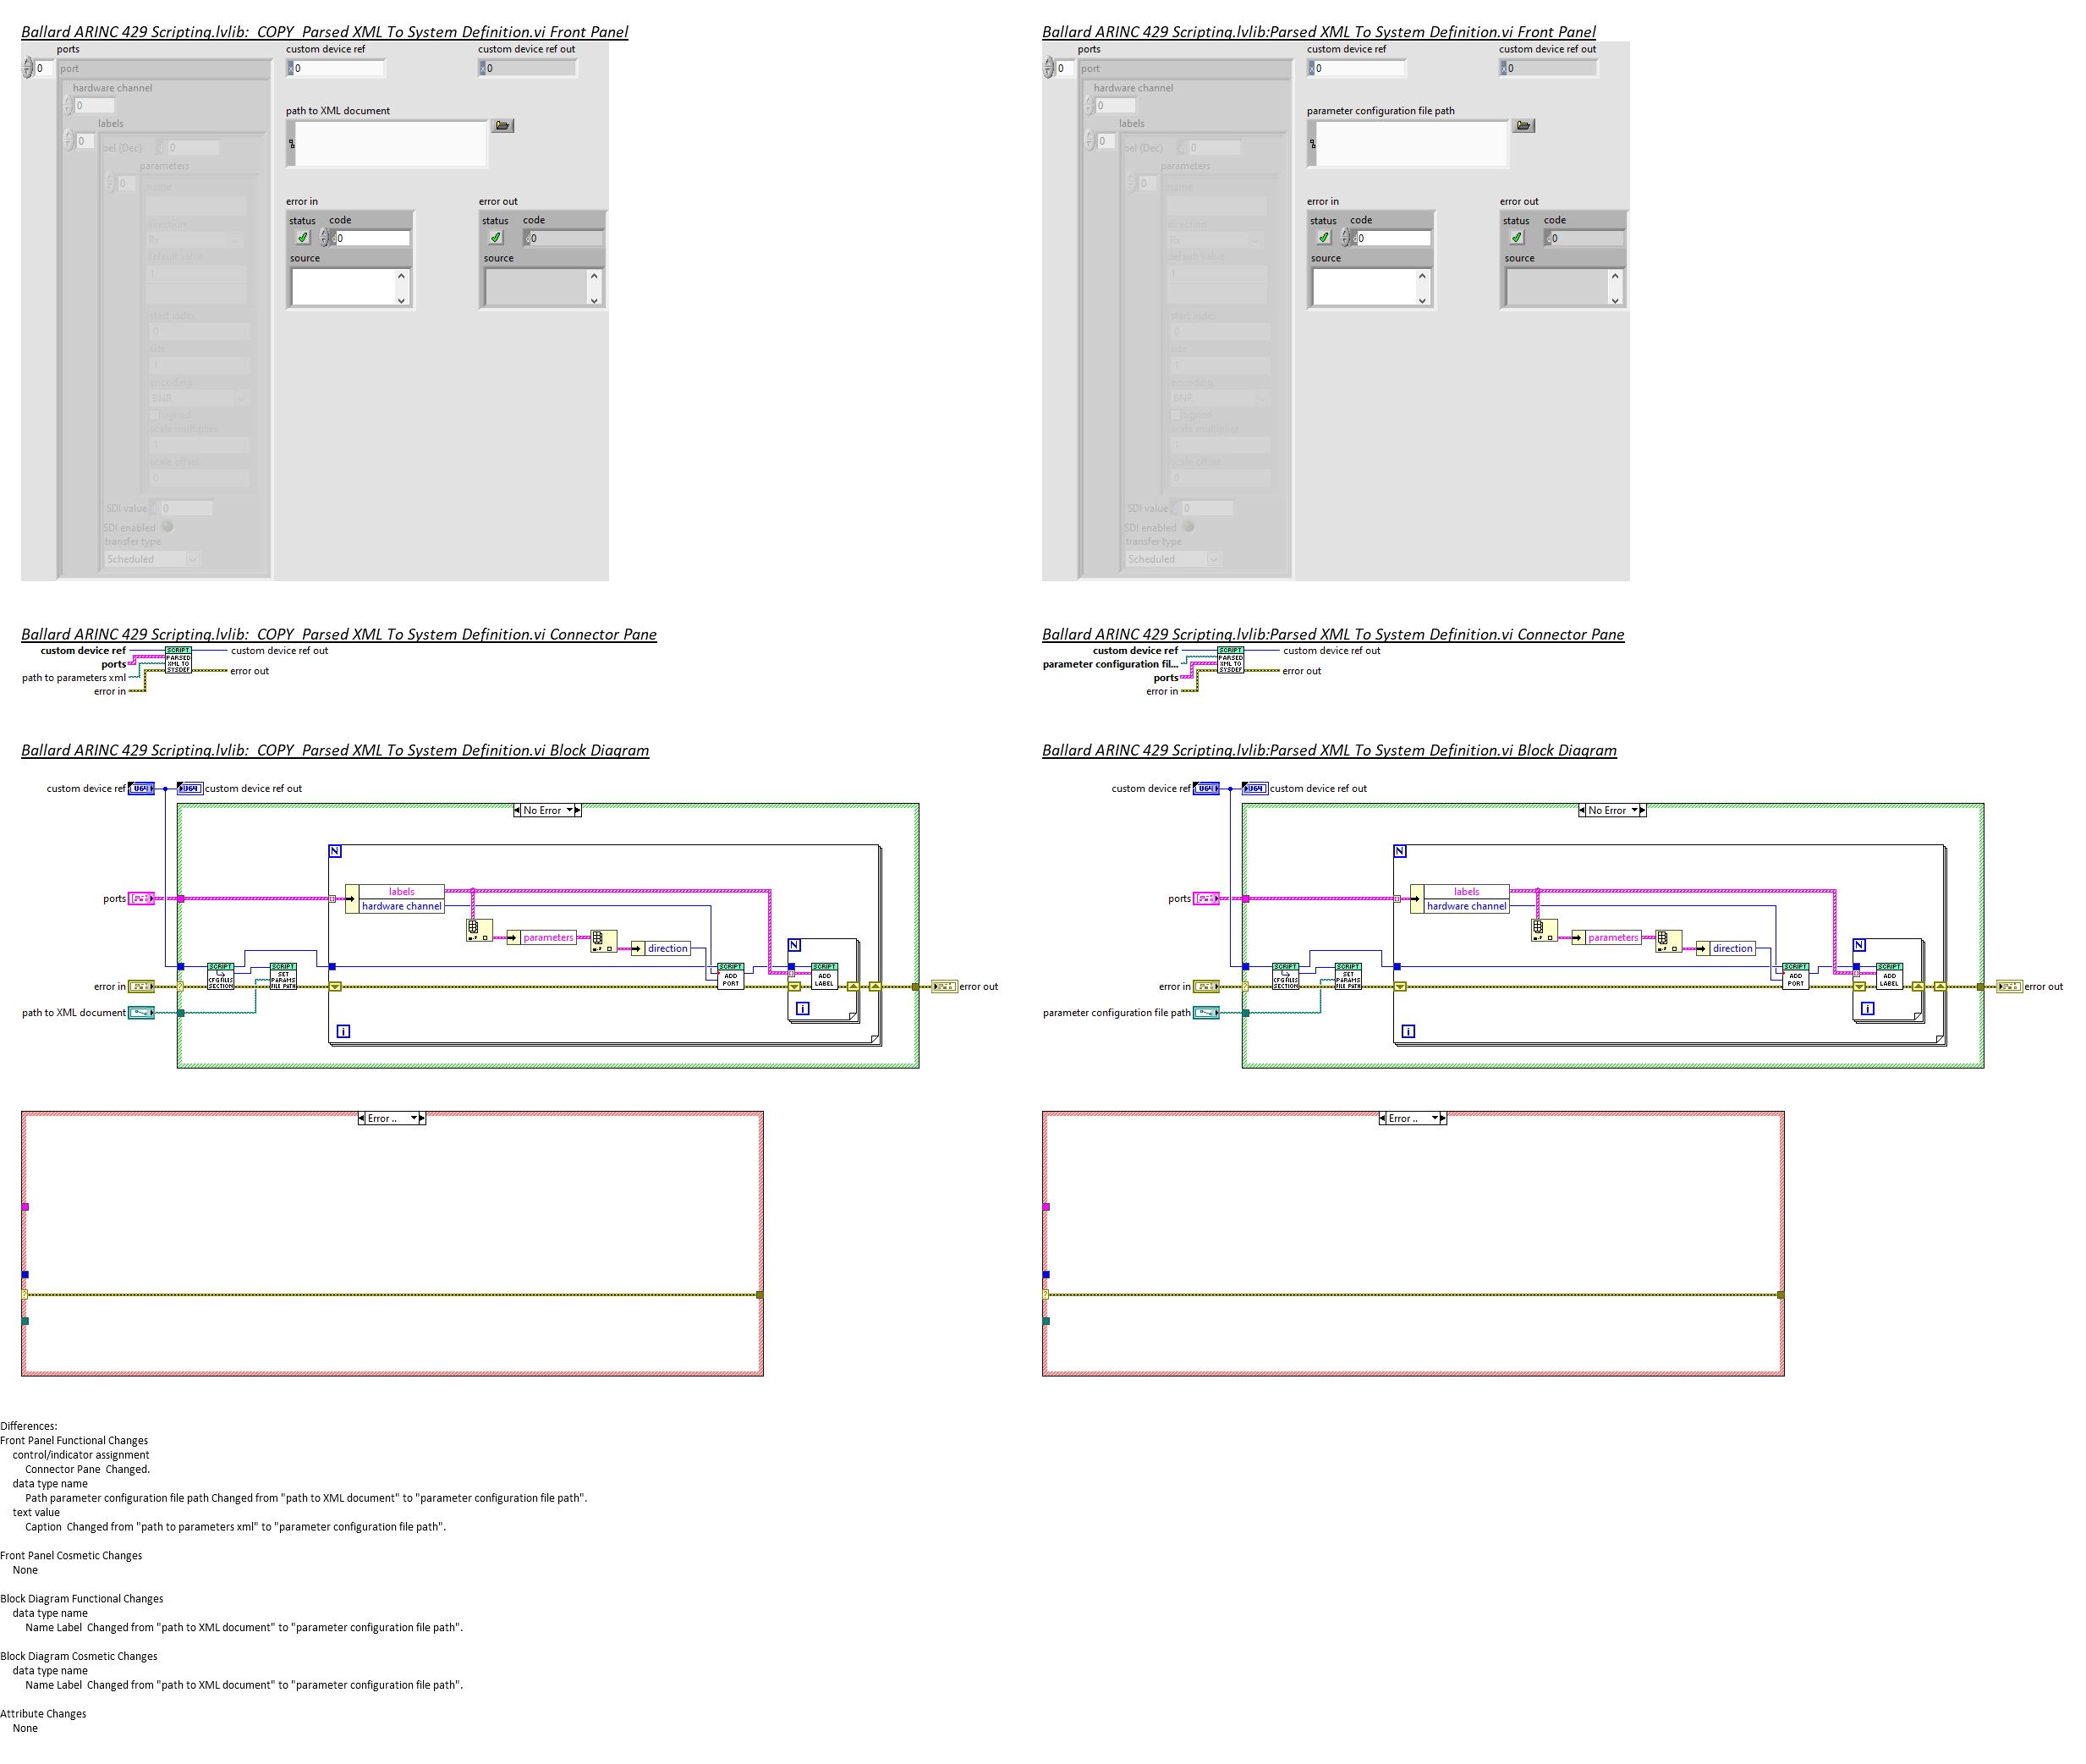 Ballard ARINC 429 Scripting.lvlib:  COPY  Parsed XML To System Definition.vi Front Panel
ports
0
port
hardware channel
0
labels
0
bel (Dec)
0
parameters
0
name
direction
Rx
default value
1
start index
0
size
1
encoding
BNR
signed
scale multiplier
1
scale offset
0
SDI value
0
SDI enabled
transfer type
Scheduled
custom device ref
x0
custom device ref out
x0
path to XML document
error in
status
code
d0
source
error out
status
code
d0
source
Ballard ARINC 429 Scripting.lvlib:Parsed XML To System Definition.vi Front Panel
ports
0
port
hardware channel
0
labels
0
bel (Dec)
0
parameters
0
name
direction
Rx
default value
1
start index
0
size
1
encoding
BNR
signed
scale multiplier
1
scale offset
0
SDI value
0
SDI enabled
transfer type
Scheduled
custom device ref
x0
custom device ref out
x0
parameter configuration file path
error in
status
code
d0
source
error out
status
code
d0
source
Ballard ARINC 429 Scripting.lvlib:  COPY  Parsed XML To System Definition.vi Connector Pane
custom device ref
ports
path to parameters xml
error in
SCRIPT
PARSED
XML TO
SYSDEF
custom device ref out
error out
Ballard ARINC 429 Scripting.lvlib:Parsed XML To System Definition.vi Connector Pane
custom device ref
parameter configuration fil...
ports
error in
SCRIPT
PARSED
XML TO
SYSDEF
custom device ref out
error out
Ballard ARINC 429 Scripting.lvlib:  COPY  Parsed XML To System Definition.vi Block Diagram
custom device ref
U64
U64
custom device ref out
No Error
N
labels
hardware channel
ports
parameters
direction
N
SCRIPT
CFG FILES
SECTION
SCRIPT
SET
PARAMS
FILE PATH
SCRIPT
ADD
PORT
SCRIPT
ADD
LABEL
error in
?
error out
path to XML document
i
i
Ballard ARINC 429 Scripting.lvlib:Parsed XML To System Definition.vi Block Diagram
custom device ref
U64
U64
custom device ref out
No Error
N
labels
hardware channel
ports
parameters
direction
N
SCRIPT
CFG FILES
SECTION
SCRIPT
SET
PARAMS
FILE PATH
SCRIPT
ADD
PORT
SCRIPT
ADD
LABEL
error in
?
error out
parameter configuration file path
i
i
Error ..
?
Error ..
?
Differences:
Front Panel Functional Changes
control/indicator assignment
Connector Pane  Changed.
data type name
Path parameter configuration file path Changed from "path to XML document" to "parameter configuration file path".
text value
Caption  Changed from "path to parameters xml" to "parameter configuration file path".
Front Panel Cosmetic Changes
None
Block Diagram Functional Changes
data type name
Name Label  Changed from "path to XML document" to "parameter configuration file path".
Block Diagram Cosmetic Changes
data type name
Name Label  Changed from "path to XML document" to "parameter configuration file path".
Attribute Changes
None